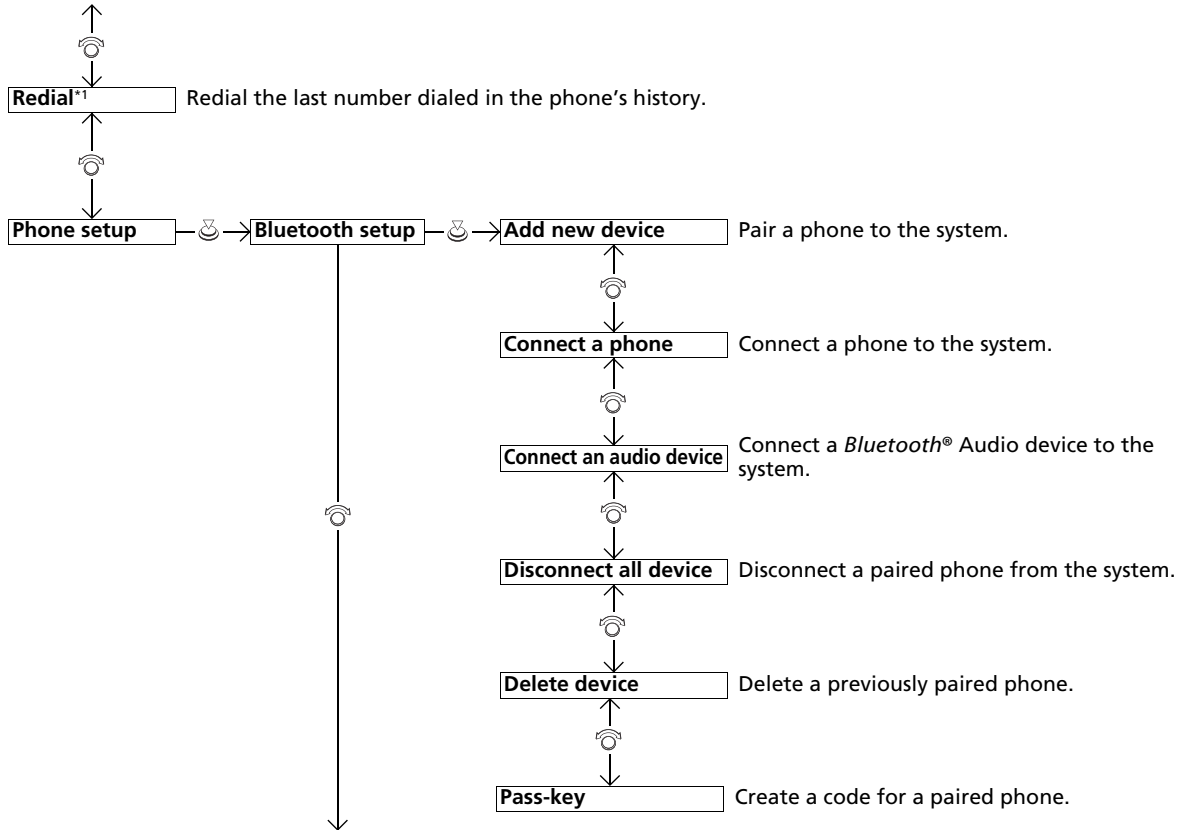 Redial*1 Redial the last number dialed in the phone's history.
Phone setup Bluetooth setup Add new device Pair a phone to the system.
Connect a phone Connect a phone to the system.
Connect an audio device Connect a Bluetooth® Audio device to the
system.
Disconnect all device Disconnect a paired phone from the system.
Delete device Delete a previously paired phone.
Pass-key Create a code for a paired phone.